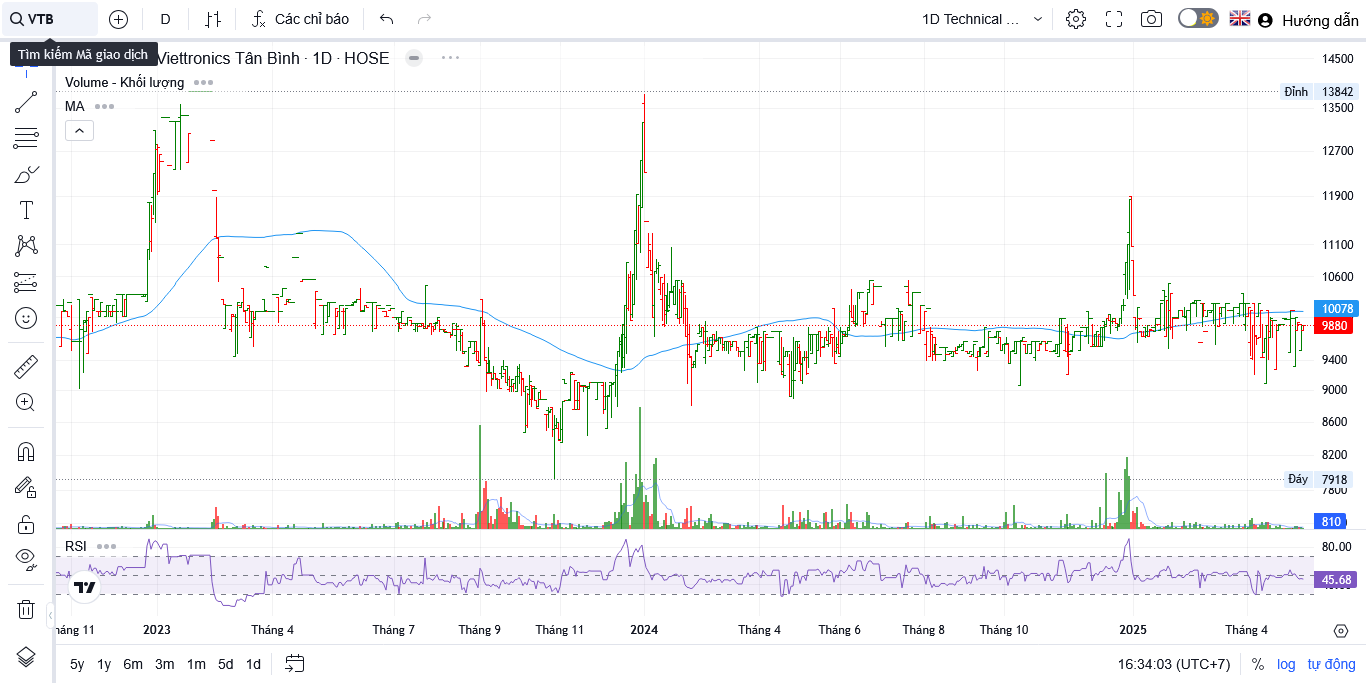 VTB
D
Các chỉ báo
1D Technical ...
Hướng dẫn
Tìm kiếm Mã giao dịch
Viettronics Tân Bình · 1D · HOSE
Volume - Khối lượng
MA
14500
Đỉnh 13842
13500
12700
11900
11100
10600
10078
9880
9400
9000
8600
8200
Đáy 7918
7800
810
RSI
80.00
45.68
háng 11 2023 Tháng 4 Tháng 7 Tháng 9 Tháng 11 2024 Tháng 4 Tháng 6 Tháng 8 Tháng 10 2025 Tháng 4
5y 1y 6m 3m 1m 5d 1d
16:34:03 (UTC+7) % log tự động